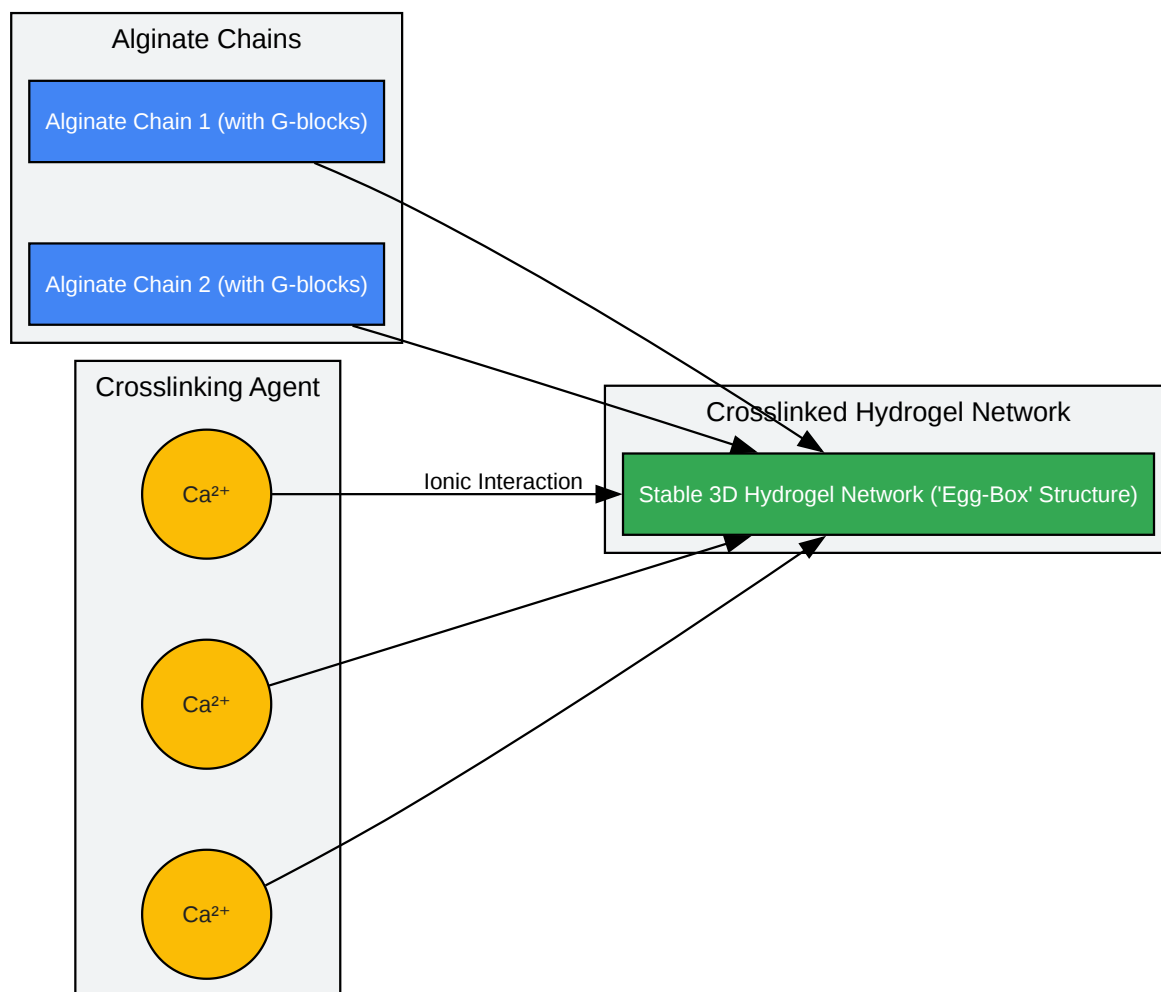 Alginate Chains
Alginate Chain 1 (with G-blocks)
Alginate Chain 2 (with G-blocks)
Crosslinking Agent
Ca²⁺
Ca²⁺
Ca²⁺
Ionic Interaction
Crosslinked Hydrogel Network
Stable 3D Hydrogel Network ('Egg-Box' Structure)